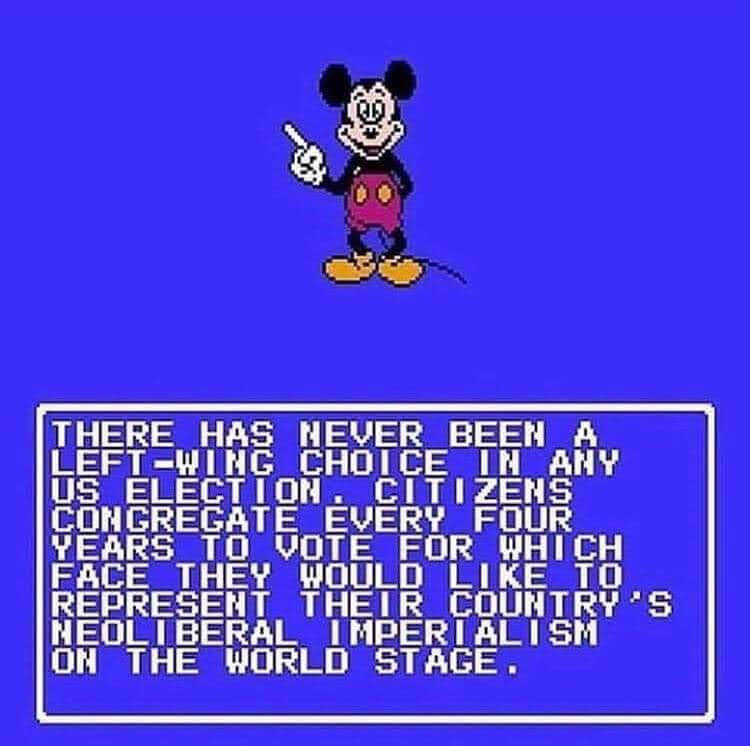 THERE HAS NEVER BEEN A
LEFT-WING CHOICE IN ANY
US ELECTION. CITIZENS
CONGREGATE EVERY FOUR
YEARS TO VOTE FOR WHICH
FACE THEY WOULD LIKE TO
REPRESENT THEIR COUNTRY'S
NEOLIBERAL IMPERIALISM
ON THE WORLD STAGE.